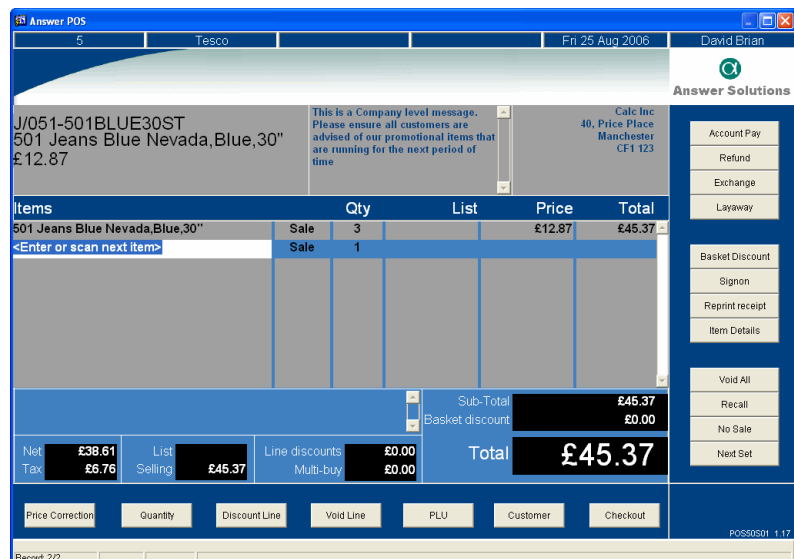 Answer POS
5 Tesco Fri 25 Aug 2006 David Brian
Answer Solutions
J/051-501BLUE30ST
501 Jeans Blue Nevada,Blue,30"
£12.87
This is a Company level message.
Please ensure all customers are
advised of our promotional items that
are running for the next period of
time
Calc Inc
40, Price Place
Manchester
CF1 123
Account Pay
Refund
Exchange
Layaway
Items Qty List Price Total
501 Jeans Blue Nevada,Blue,30" Sale 3 £12.87 £45.37
<Enter or scan next item> Sale 1
Basket Discount
Signon
Reprint receipt
Item Details
Void All
Recall
No Sale
Next Set
Sub-Total £45.37
Basket discount £0.00
Net £38.61 List Line discounts £0.00 Total £45.37
Tax £6.76 Selling £45.37 Multi-buy £0.00
Price Correction Quantity Discount Line Void Line PLU Customer Checkout
POSS0S01 1.17
Record: 2/2